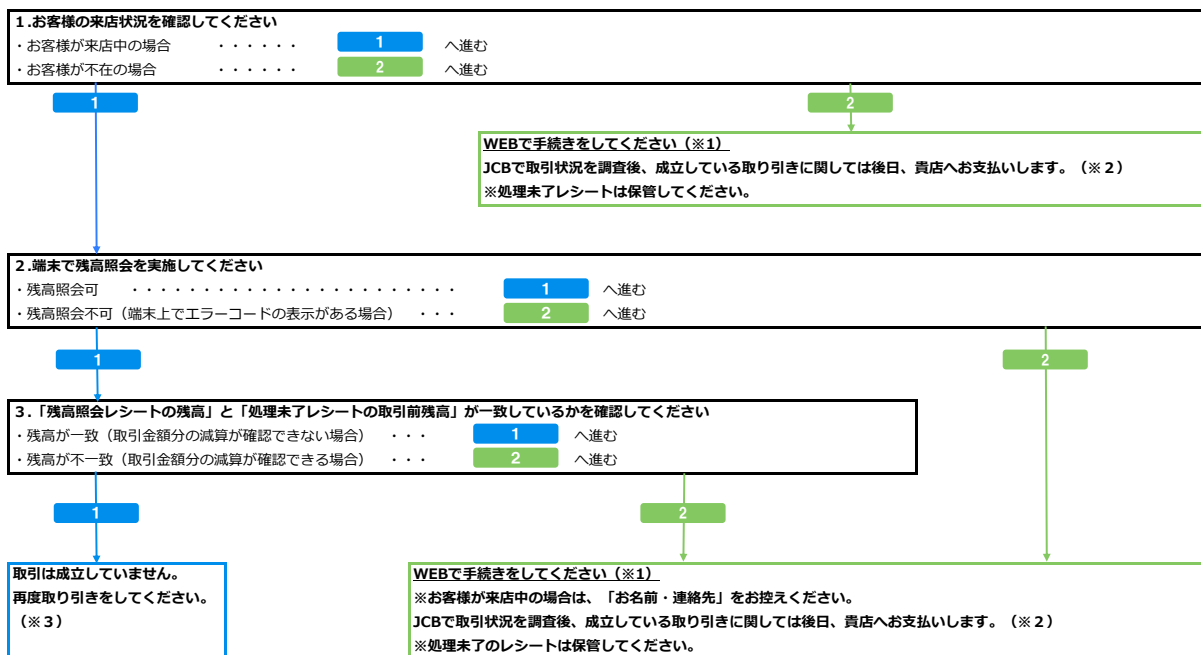 1.お客様の来店状況を確認してください
・お客様が来店中の場合 ・・・・・・ 1 へ進む
・お客様が不在の場合 ・・・・・・ 2 へ進む
1
2
WEBで手続きをしてください（※1）
JCBで取引状況を調査後、成立している取り引きに関しては後日、貴店へお支払いします。（※２）
※処理未了レシートは保管してください。
２.端末で残高照会を実施してください
・残高照会可 ・・・・・・・・・・・・・・・・・・・・・・・ 1 へ進む
・残高照会不可（端末上でエラーコードの表示がある場合） ・・・ 2 へ進む
1
2
３.「残高照会レシートの残高」と「処理未了レシートの取引前残高」が一致しているかを確認してください
・残高が一致（取引金額分の減算が確認できない場合） ・・・ 1 へ進む
・残高が不一致（取引金額分の減算が確認できる場合） ・・・ 2 へ進む
1
2
取引は成立していません。
再度取り引きをしてください。
（※３）
WEBで手続きをしてください（※1）
※お客様が来店中の場合は、「お名前・連絡先」をお控えください。
JCBで取引状況を調査後、成立している取り引きに関しては後日、貴店へお支払いします。（※２）
※処理未了のレシートは保管してください。